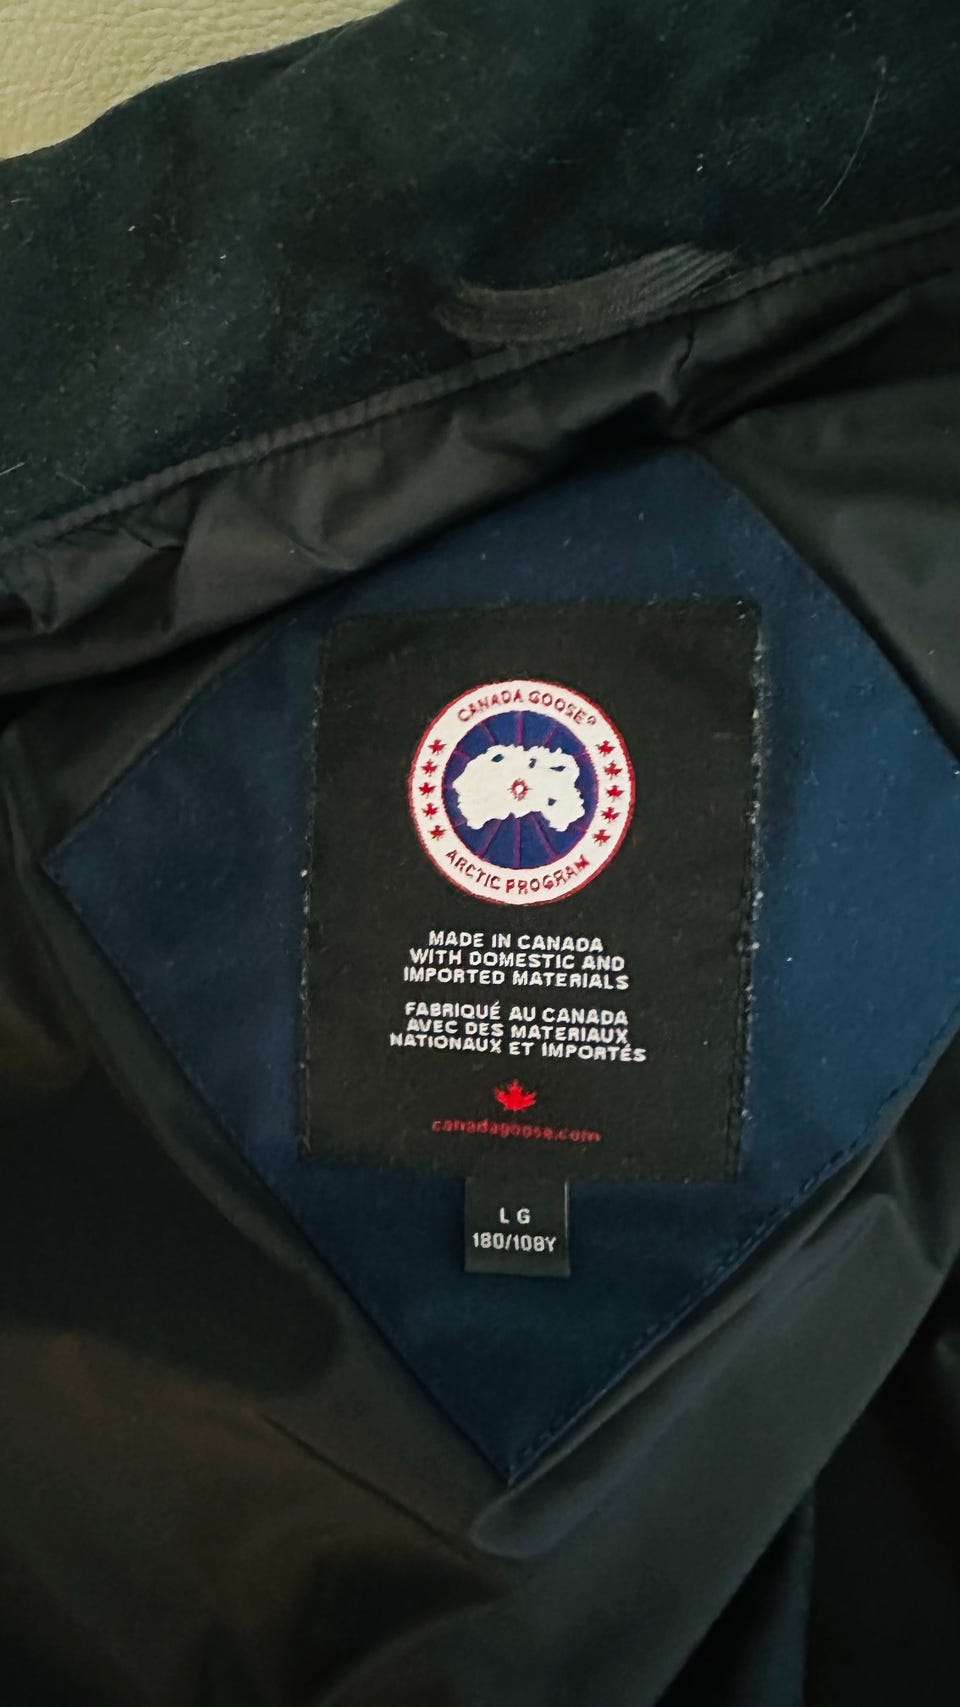 CANADA GOOSE®
ARCTIC PROGRAM
MADE IN CANADA
WITH DOMESTIC AND
IMPORTED MATERIALS
FABRIQUÉ AU CANADA
AVEC DES MATERIAUX
NATIONAUX ET IMPORTÉS
canadagoose.com
LG
180/108Y